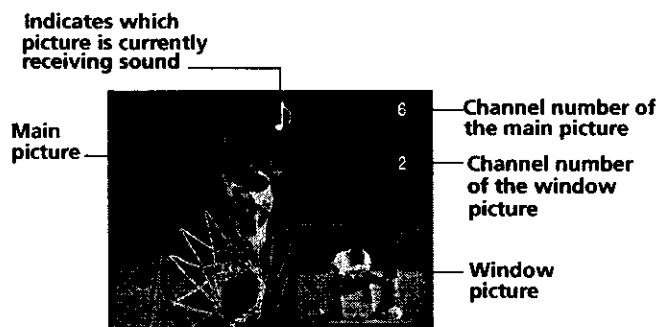 Indicates which
picture is currently
receiving sound
Main
picture
6
Channel number of
the main picture
2
Channel number
of the window
picture
Window
picture